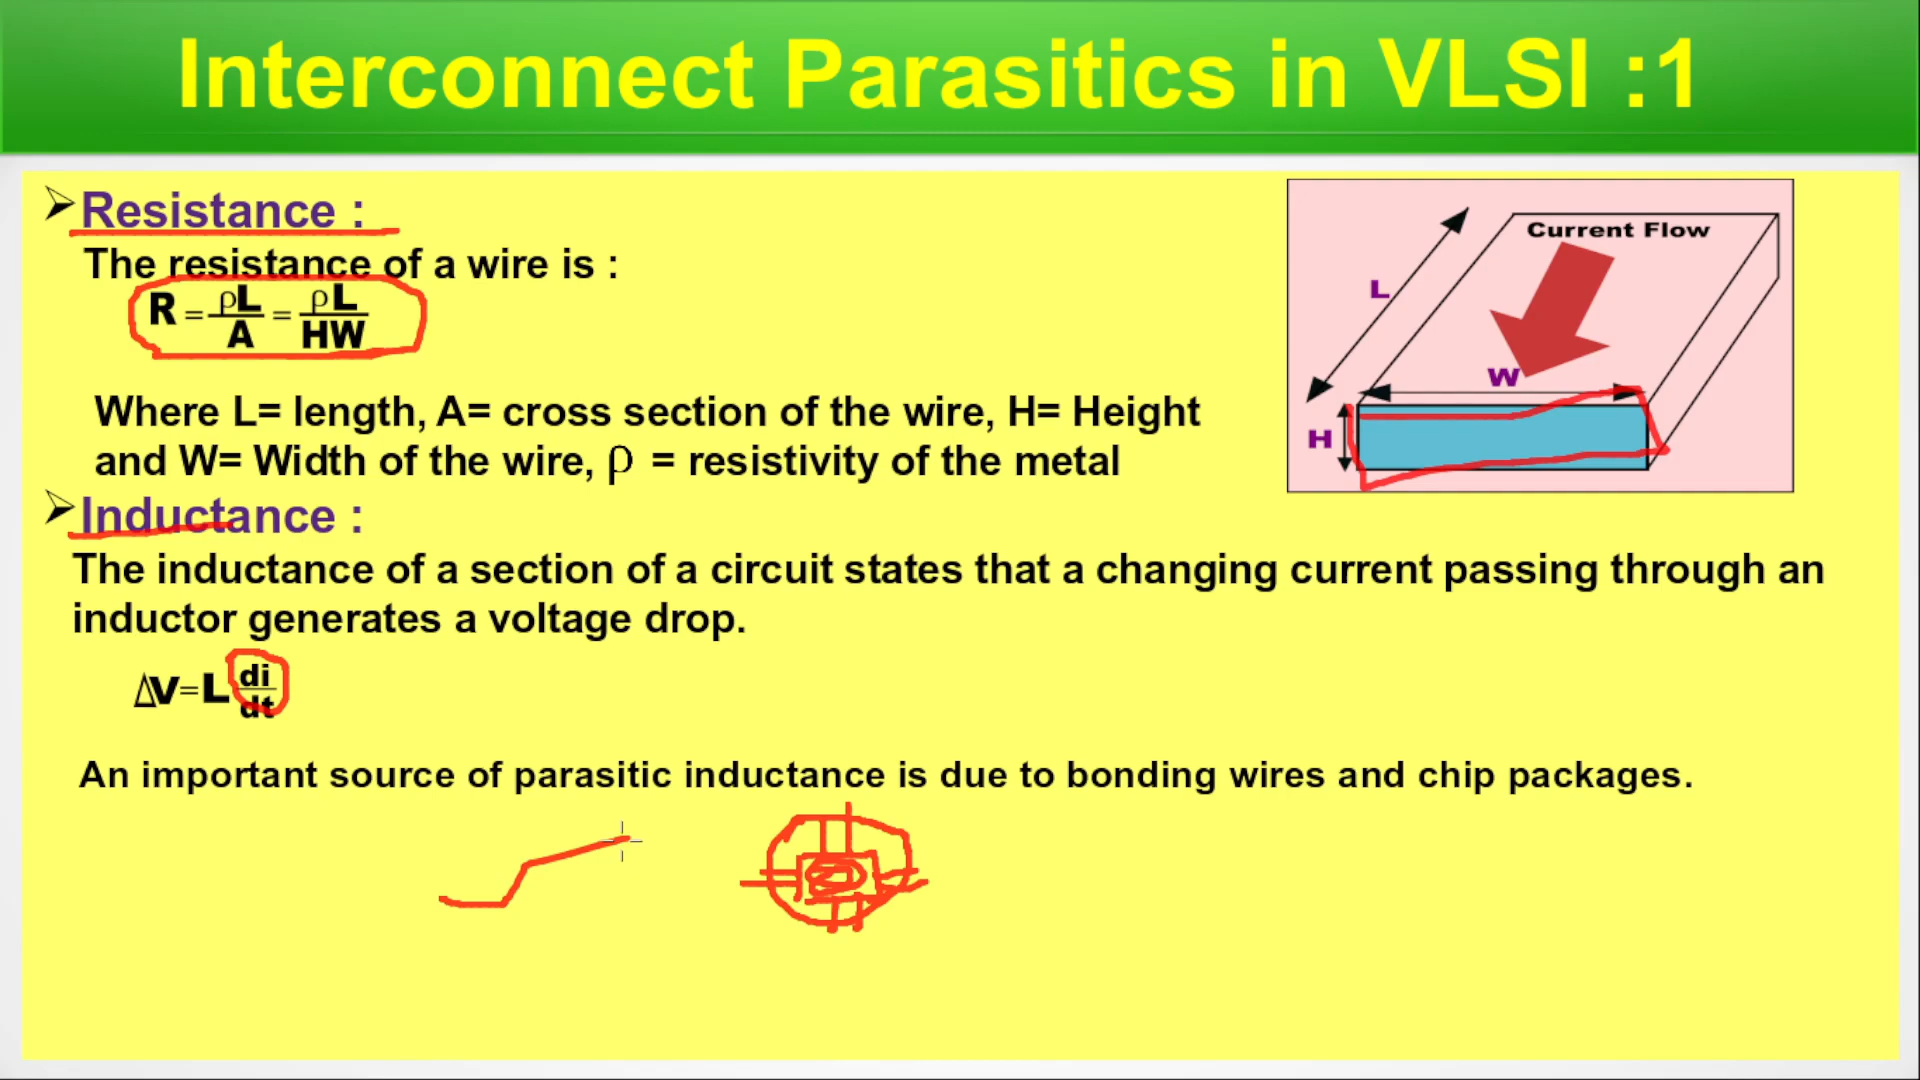 Interconnect Parasitics in VLSI :1
Resistance :
The resistance of a wire is :
R = ρL/A = ρL/HW
Where L= length, A= cross section of the wire, H= Height
and W= Width of the wire, ρ = resistivity of the metal
Current Flow
L
W
H
Inductance :
The inductance of a section of a circuit states that a changing current passing through an
inductor generates a voltage drop.
ΔV=L di/dt
An important source of parasitic inductance is due to bonding wires and chip packages.